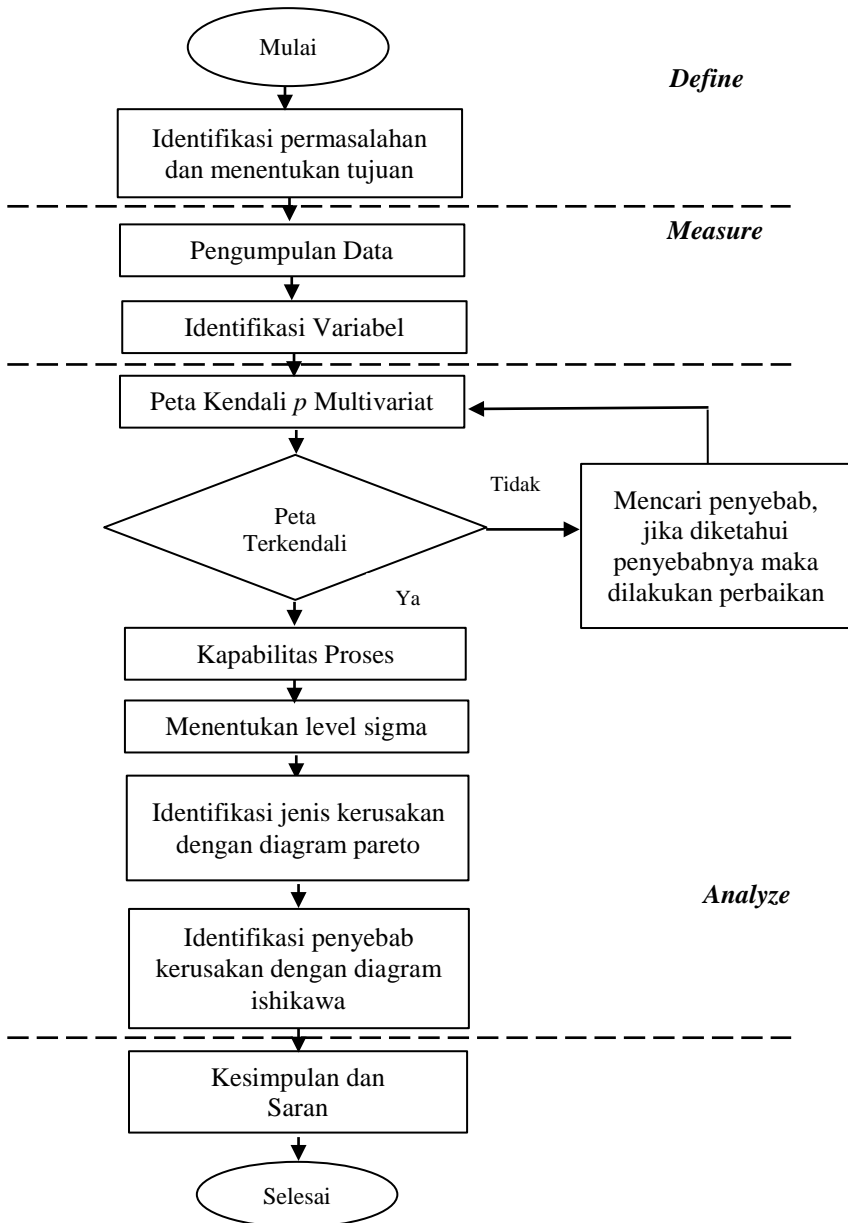 Mulai
Define
Identifikasi permasalahan
dan menentukan tujuan
Measure
Pengumpulan Data
Identifikasi Variabel
Peta Kendali p Multivariat
Tidak
Peta
Terkendali
Mencari penyebab,
jika diketahui
penyebabnya maka
dilakukan perbaikan
Ya
Kapabilitas Proses
Menentukan level sigma
Identifikasi jenis kerusakan
dengan diagram pareto
Analyze
Identifikasi penyebab
kerusakan dengan diagram
ishikawa
Kesimpulan dan
Saran
Selesai